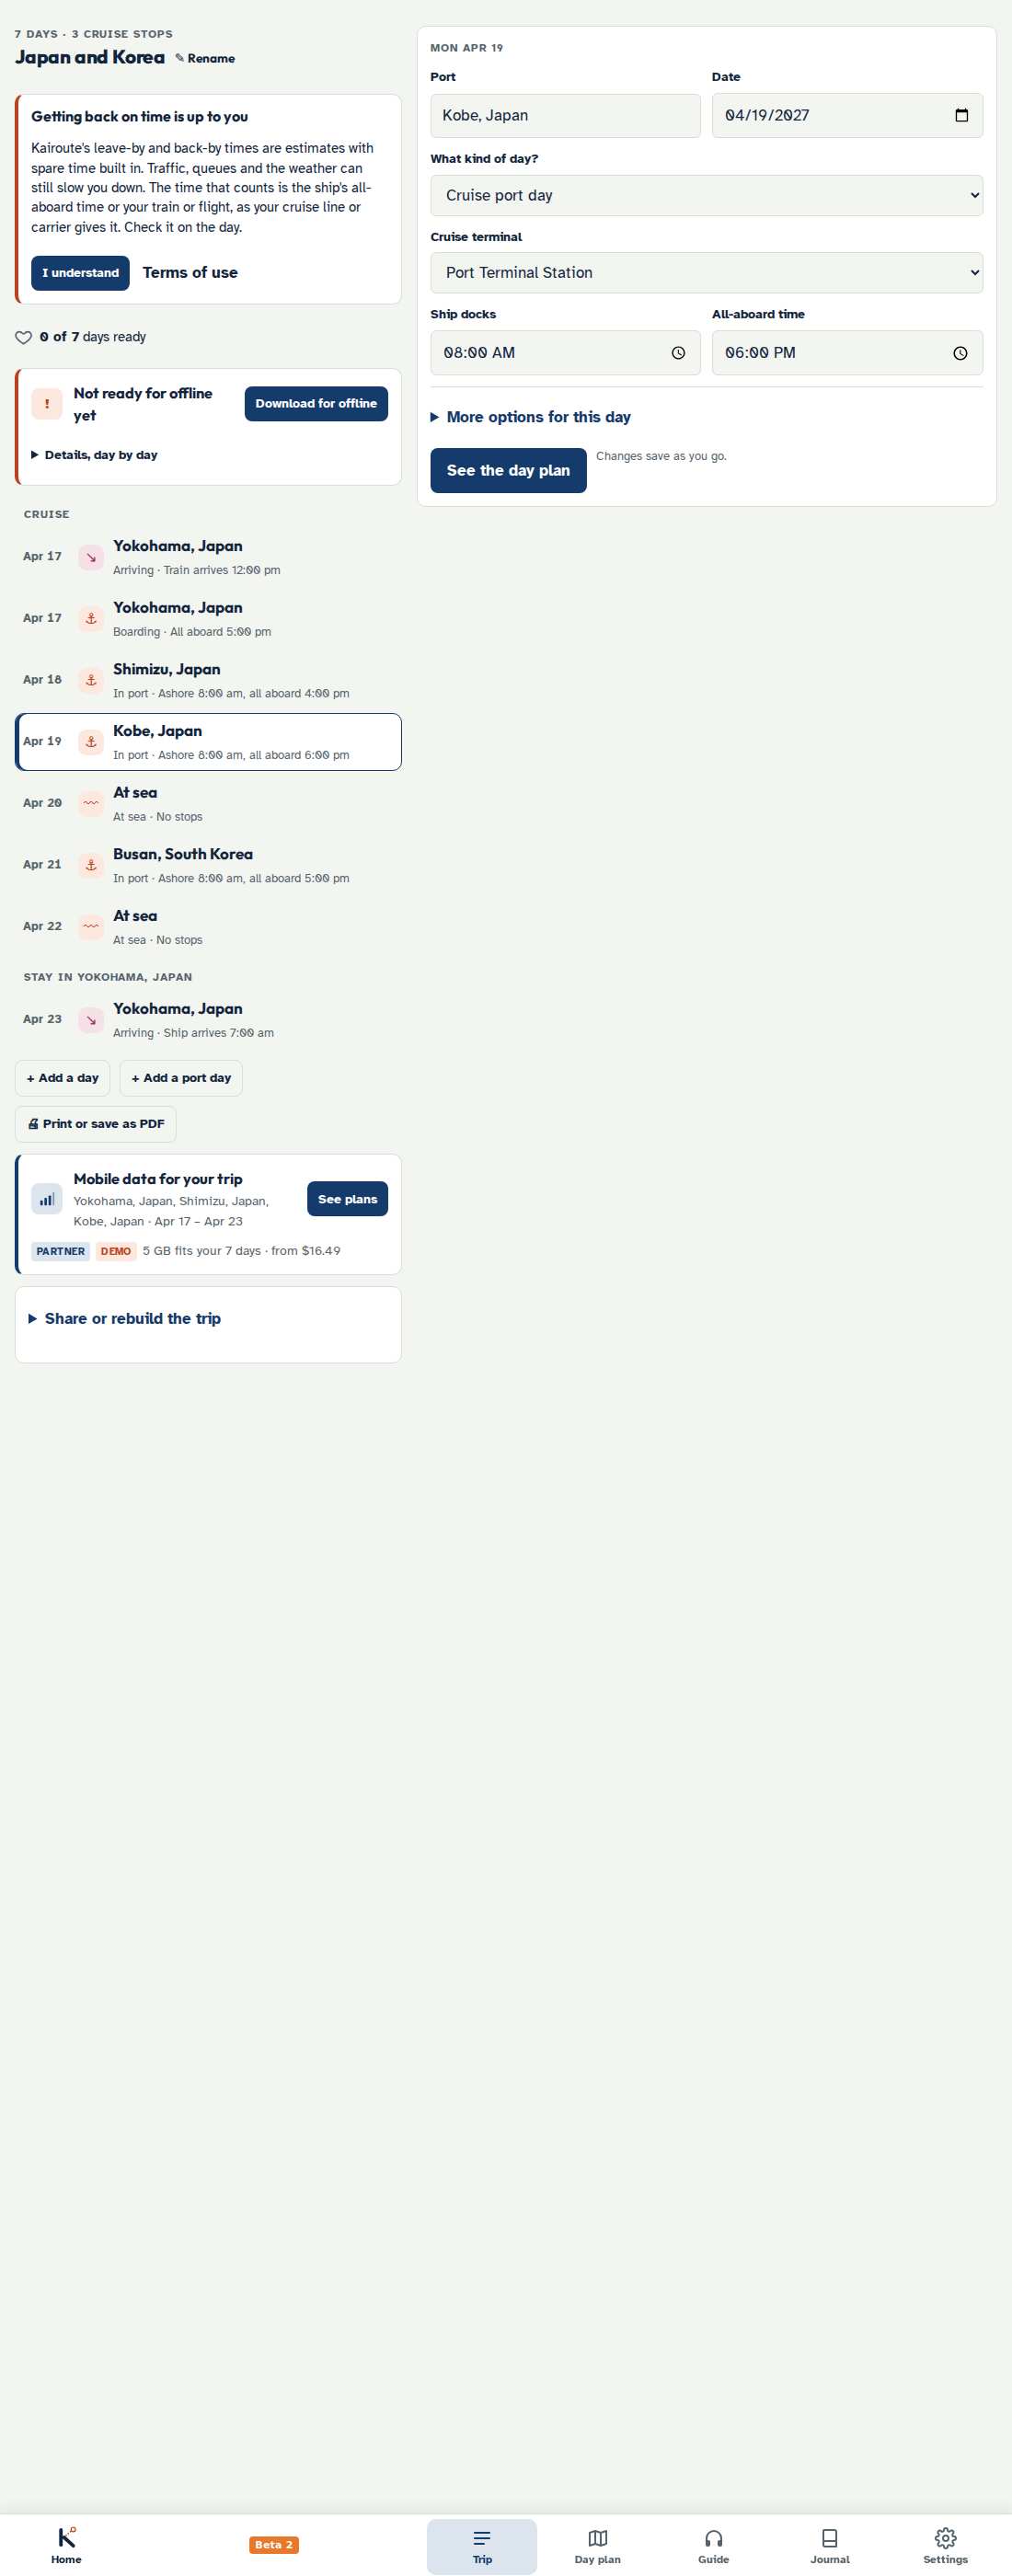 7 DAYS · 3 CRUISE STOPS
Japan and Korea
✎ Rename
Getting back on time is up to you
Kairoute's leave-by and back-by times are estimates with
spare time built in. Traffic, queues and the weather can
still slow you down. The time that counts is the ship's all-
aboard time or your train or flight, as your cruise line or
carrier gives it. Check it on the day.
I understand
Terms of use
0 of 7 days ready
!
Not ready for offline
yet
Download for offline
Details, day by day
CRUISE
Apr 17
Yokohama, Japan
Arriving · Train arrives 12:00 pm
Apr 17
Yokohama, Japan
Boarding · All aboard 5:00 pm
Apr 18
Shimizu, Japan
In port · Ashore 8:00 am, all aboard 4:00 pm
Apr 19
Kobe, Japan
In port · Ashore 8:00 am, all aboard 6:00 pm
Apr 20
At sea
At sea · No stops
Apr 21
Busan, South Korea
In port · Ashore 8:00 am, all aboard 5:00 pm
Apr 22
At sea
At sea · No stops
STAY IN YOKOHAMA, JAPAN
Apr 23
Yokohama, Japan
Arriving · Ship arrives 7:00 am
+ Add a day
+ Add a port day
Print or save as PDF
Mobile data for your trip
Yokohama, Japan, Shimizu, Japan,
Kobe, Japan · Apr 17 – Apr 23
See plans
PARTNER
DEMO
5 GB fits your 7 days · from $16.49
Share or rebuild the trip
MON APR 19
Port
Date
Kobe, Japan
04/19/2027
What kind of day?
Cruise port day
Cruise terminal
Port Terminal Station
Ship docks
All-aboard time
08:00 AM
06:00 PM
More options for this day
See the day plan
Changes save as you go.
Home
Beta 2
Trip
Day plan
Guide
Journal
Settings